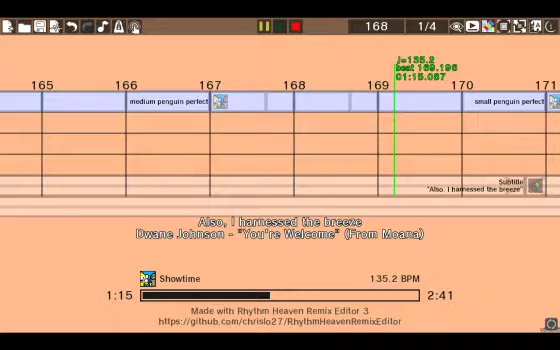 168 1/4
♩=135.2
beat 169.196
01:15.067
165 166 167 168 169 170 171
medium penguin perfect small penguin perfect
Subtitle
"Also, I harnessed the breeze"
Also, I harnessed the breeze
Dwane Johnson - "You're Welcome" (From Moana)
Showtime 135.2 BPM
1:15 2:41
Made with Rhythm Heaven Remix Editor 3
https://github.com/chrislo27/RhythmHeavenRemixEditor